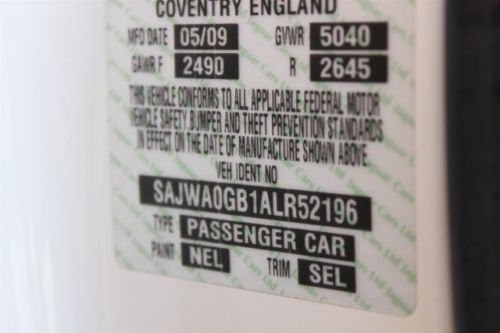 COVENTRY ENGLAND
MFD DATE 05/09 GVWR 5040
GAWR F 2490 R 2645
THIS VEHICLE CONFORMS TO ALL APPLICABLE FEDERAL MOTOR
VEHICLE SAFETY, BUMPER AND THEFT PREVENTION STANDARDS
IN EFFECT ON THE DATE OF MANUFACTURE SHOWN ABOVE.
VEH IDENT NO
SAJWA0GB1ALR52196
TYPE PASSENGER CAR
PAINT NEL TRIM SEL